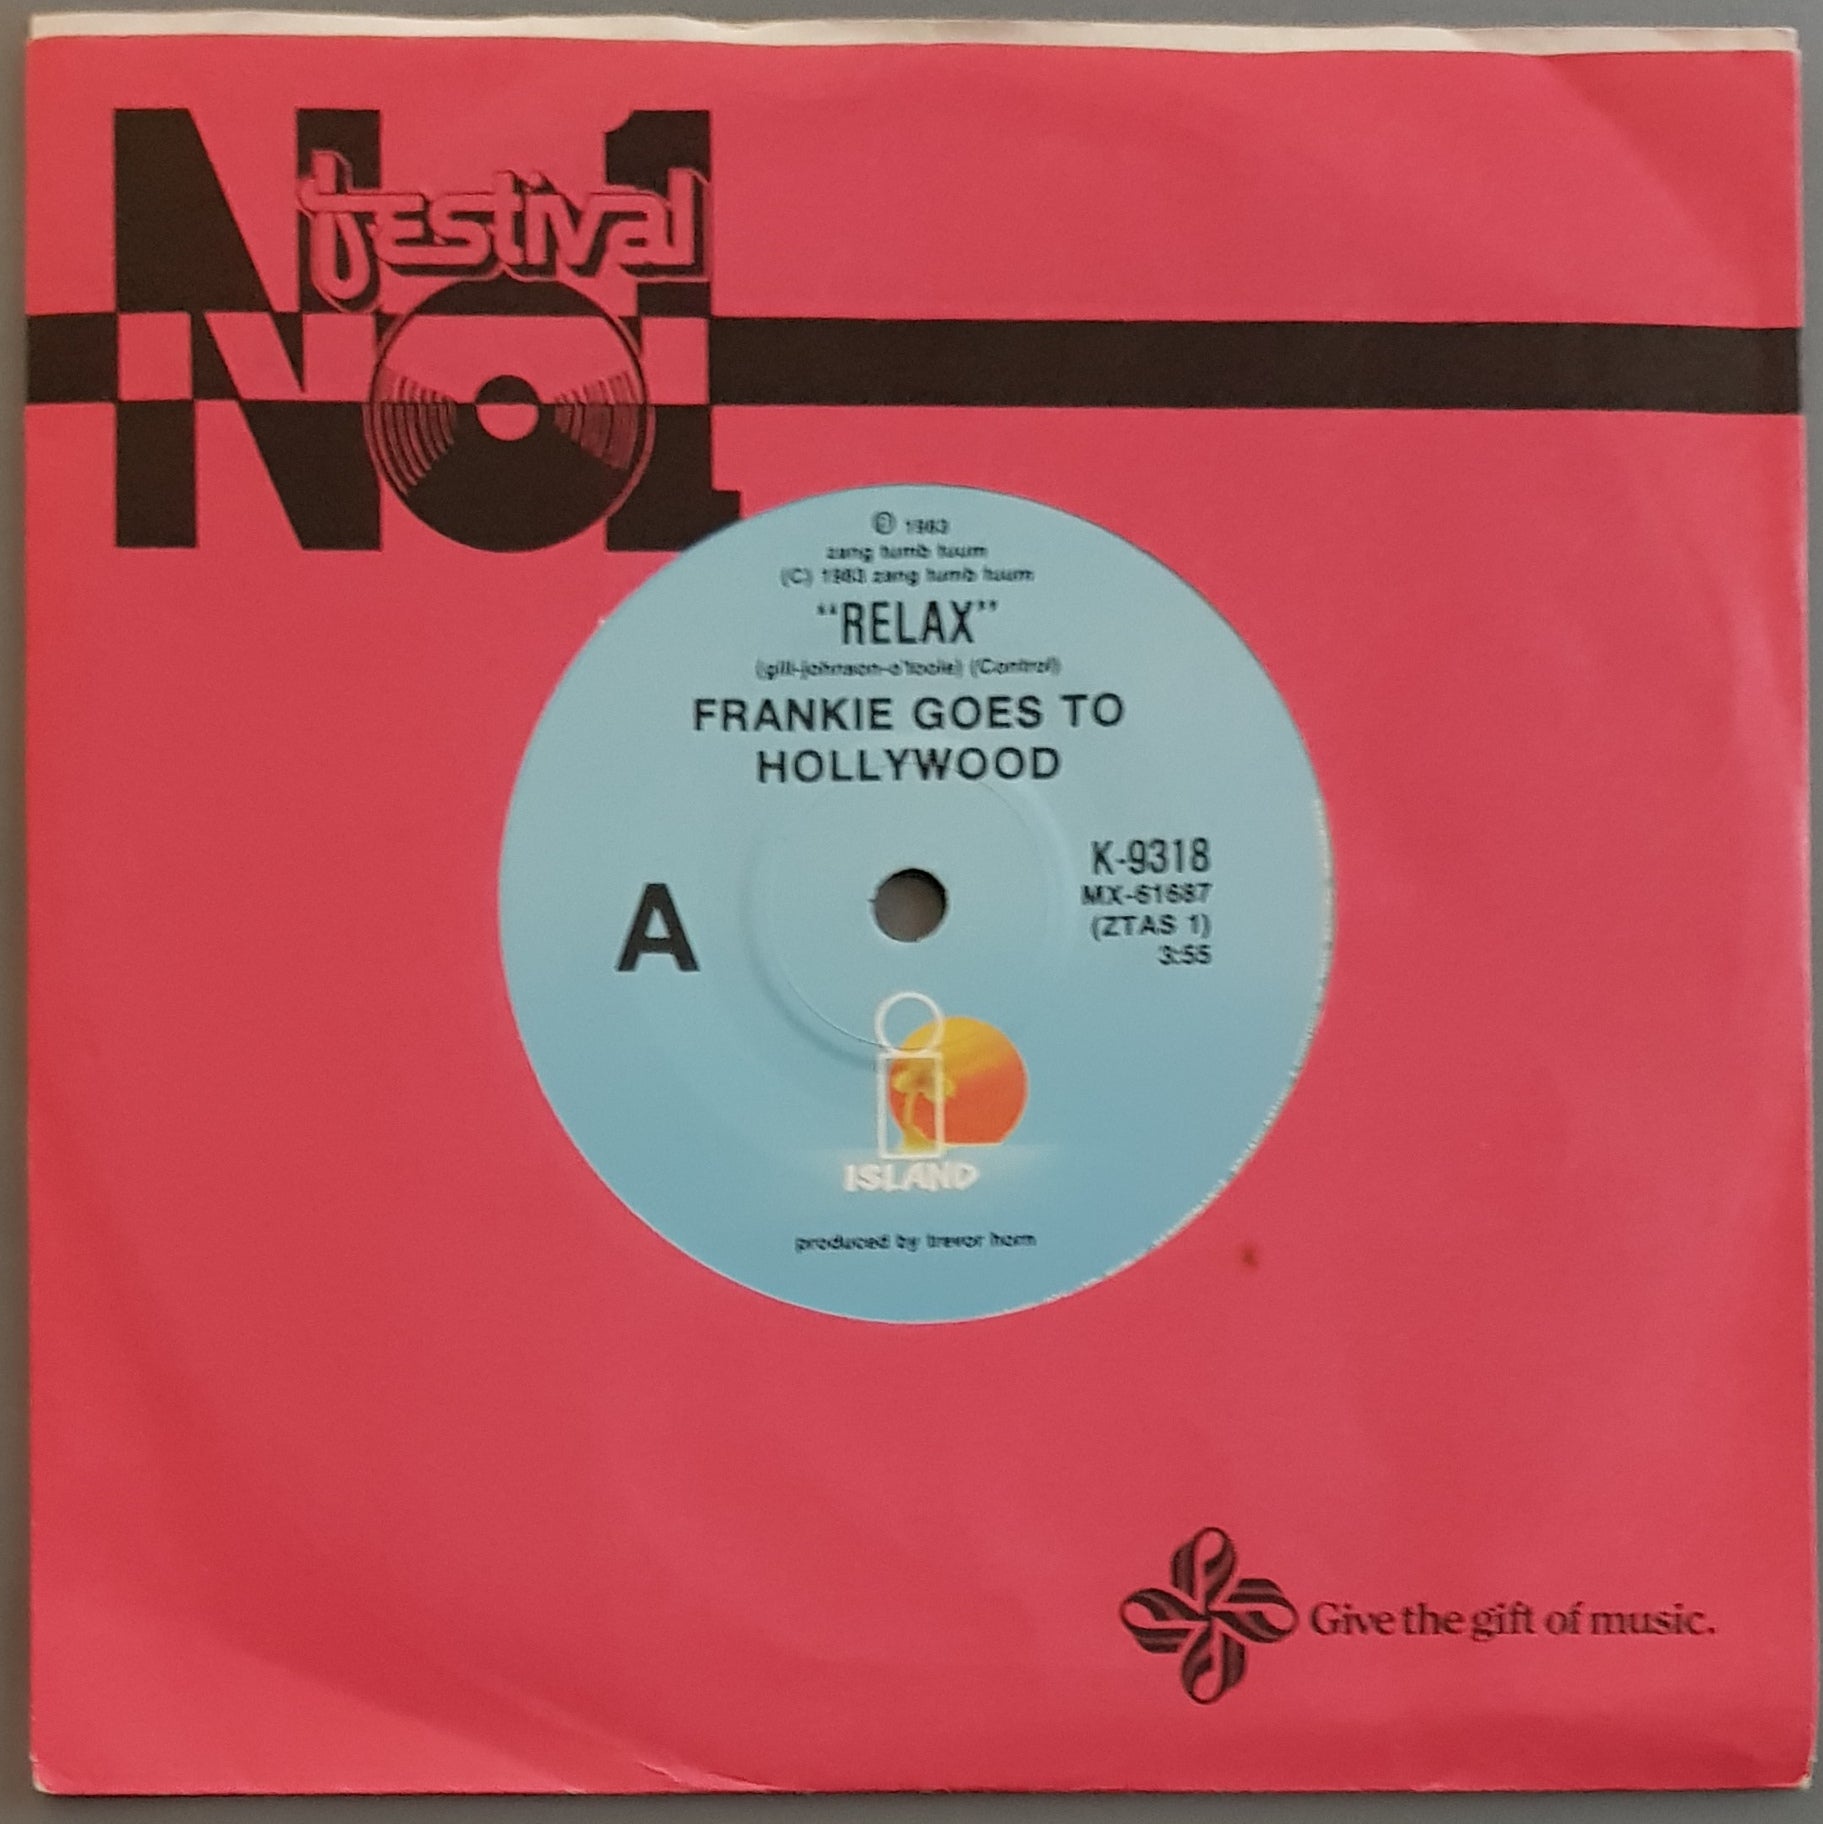 No1
festival
℗ 1983
zang tumb tuum
(C) 1983 zang tumb tuum
"RELAX"
(gill-johnson-o'toole) (Control)
FRANKIE GOES TO
HOLLYWOOD
K-9318
MX-61687
(ZTAS 1)
3:55
A
ISLAND
produced by trevor horn
Give the gift of music.